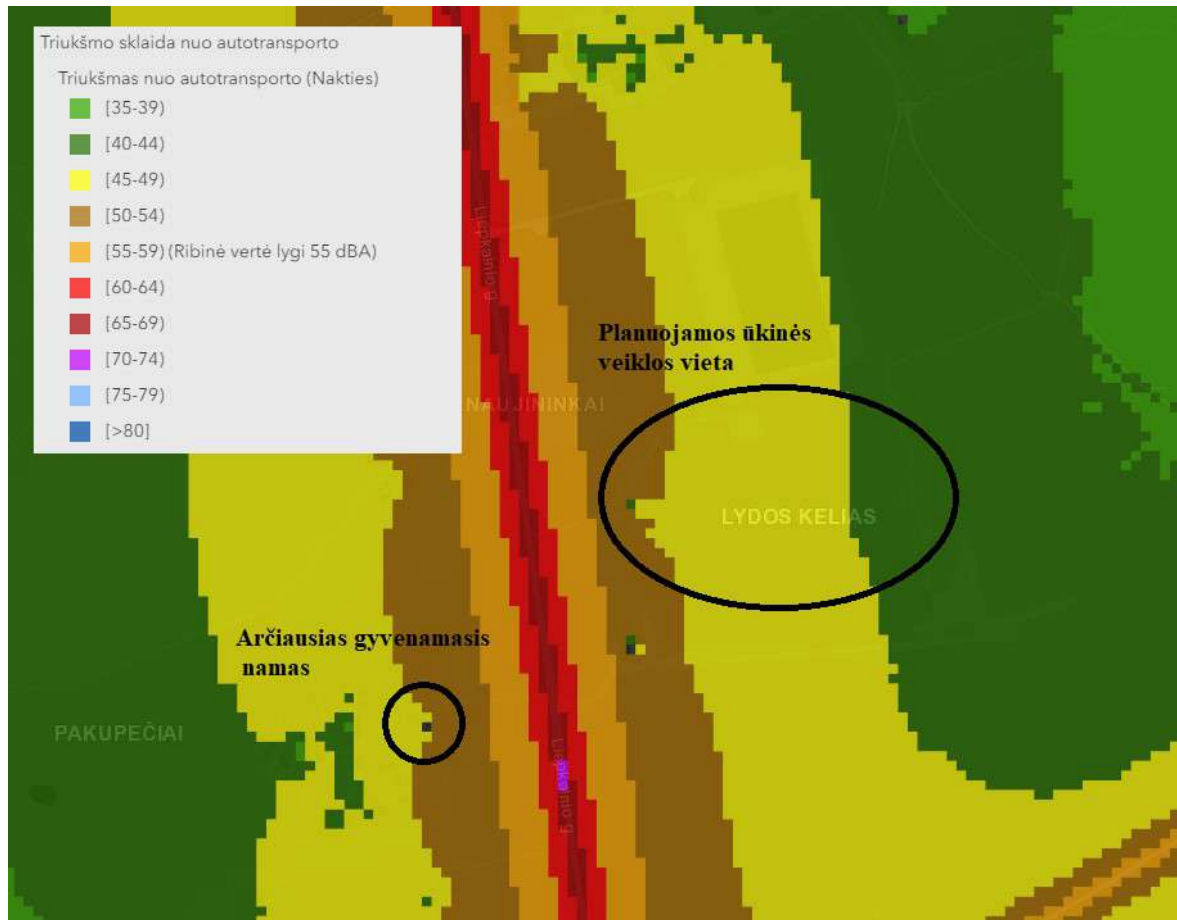 Triukšmo sklaida nuo autotransporto
Triukšmas nuo autotransporto (Nakties)
[35-39)
[40-44)
[45-49)
[50-54)
[55-59) (Ribinė vertė lygi 55 dBA)
[60-64)
[65-69)
[70-74)
[75-79)
[>80]
Liepkalnio g.
Planuojamos ūkinės
veiklos vieta
NAUJININKAI
LYDOS KELIAS
Arčiausias gyvenamasis
namas
PAKUPEČIAI
Liepkalnio g.